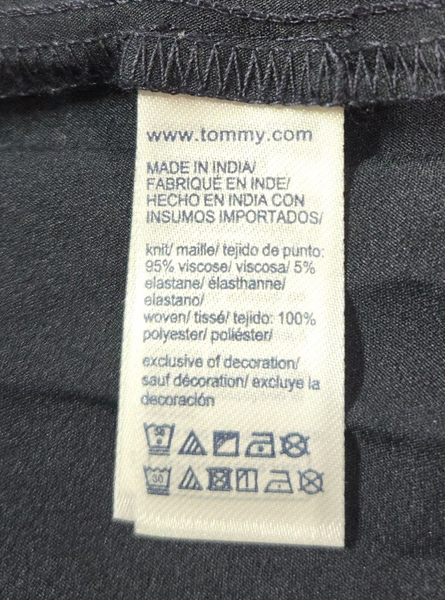 www.tommy.com
MADE IN INDIA/
FABRIQUÉ EN INDE/
HECHO EN INDIA CON
INSUMOS IMPORTADOS/
knit/ maille/ tejido de punto:
95% viscose/ viscosa/ 5%
elastane/ élasthanne/
elastano/
woven/ tissé/ tejido: 100%
polyester/ poliéster/
exclusive of decoration/
sauf décoration/ excluye la
decoración
30
30